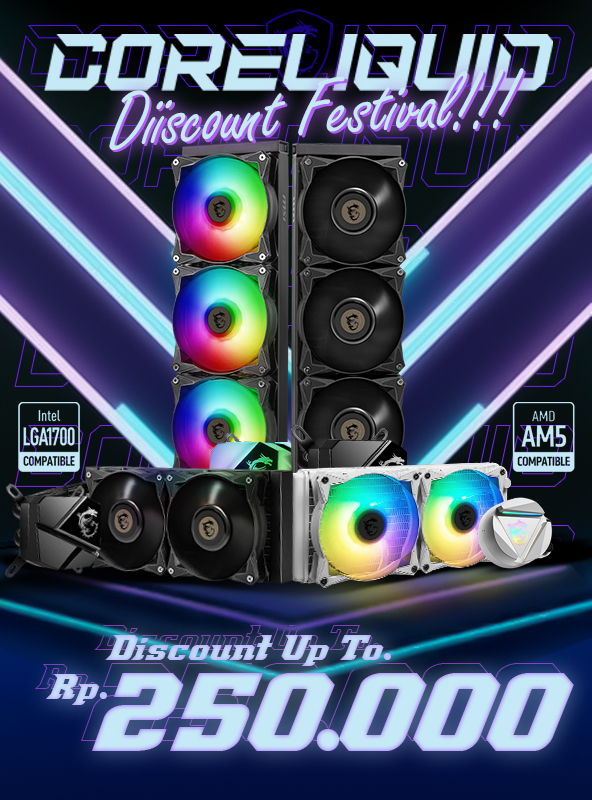 CORELIQUID
Diiscount Festival!!!
Intel
LGA1700
COMPATIBLE
AMD
AM5
COMPATIBLE
Discount Up To.
Rp.
250.000